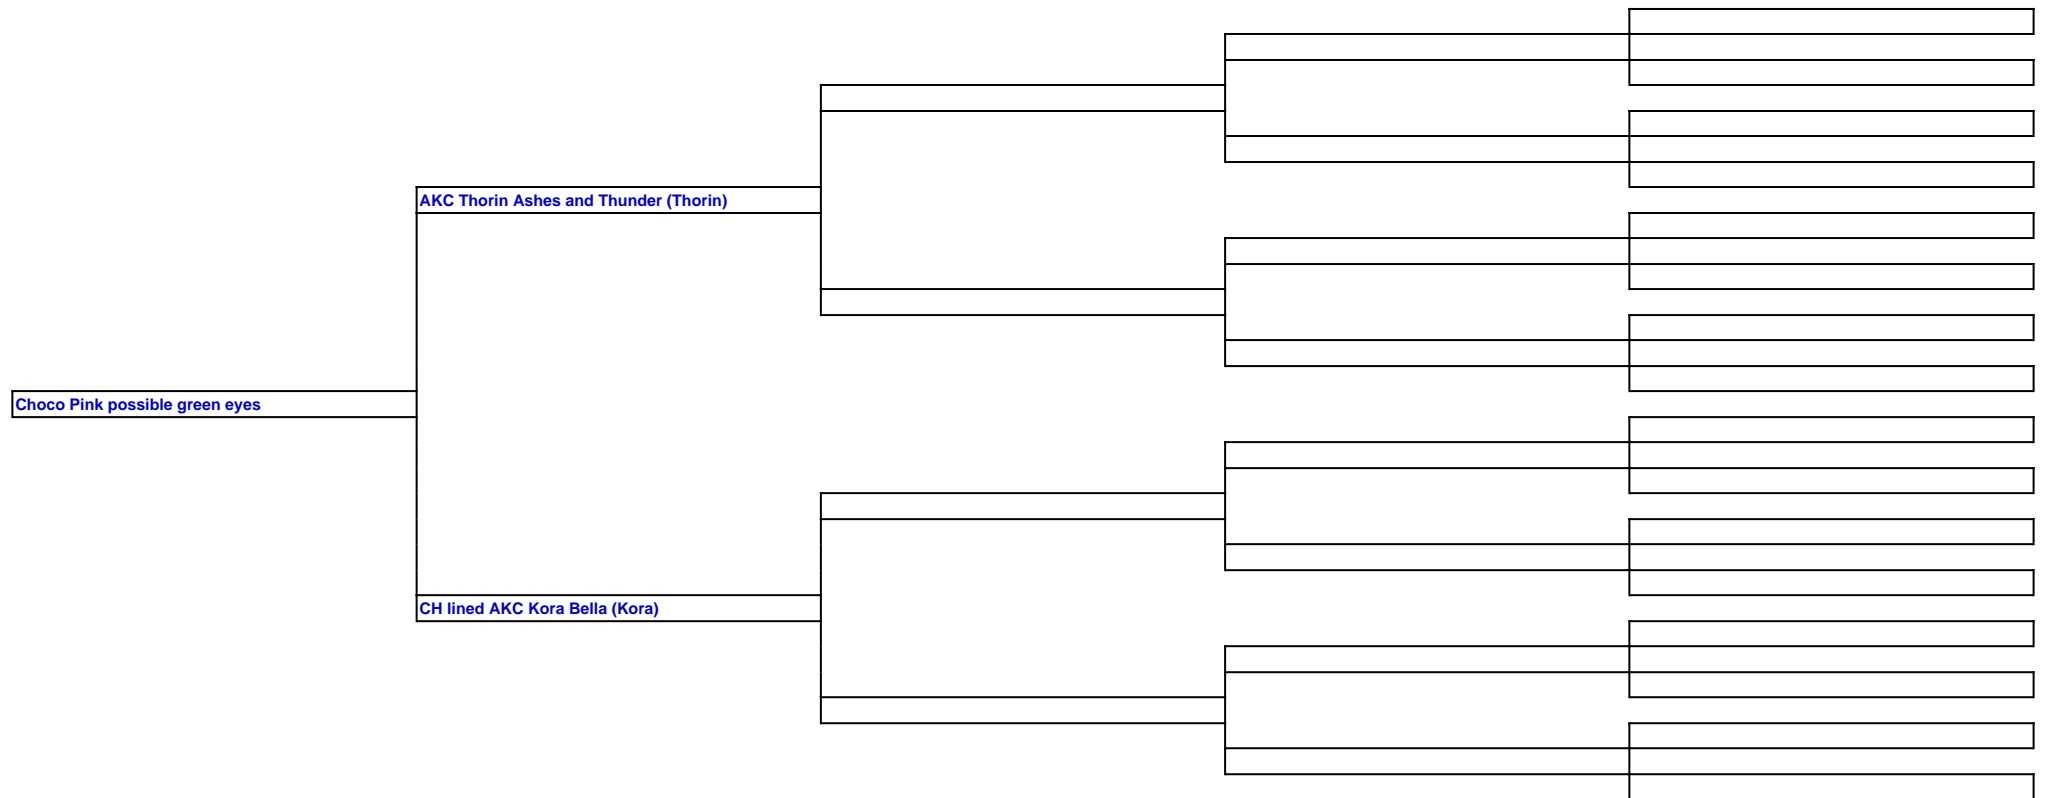 AKC Thorin Ashes and Thunder (Thorin)
Choco Pink possible green eyes
CH lined AKC Kora Bella (Kora)